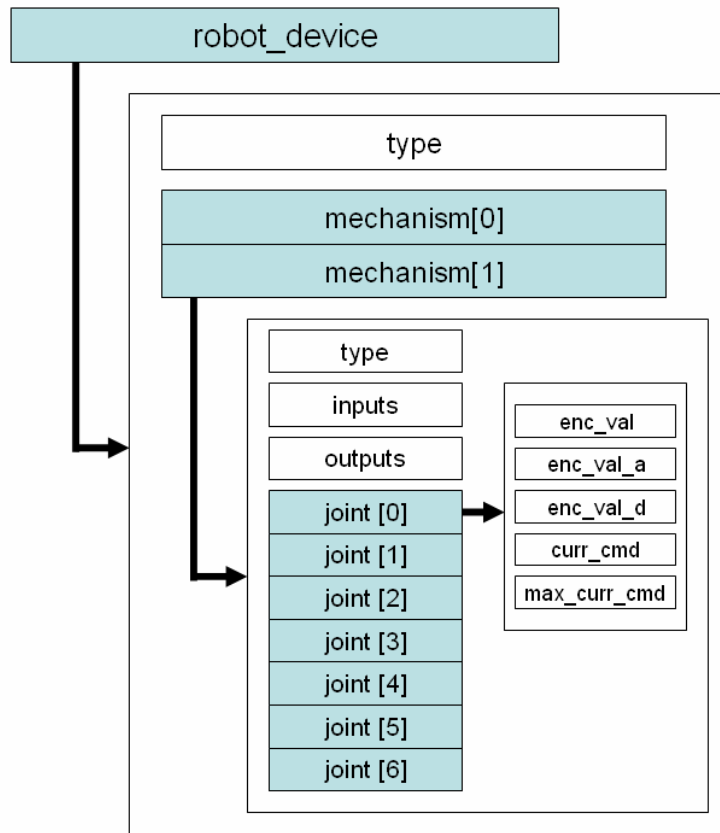 robot_device
type
mechanism[0]
mechanism[1]
type
inputs
outputs
joint [0]
joint [1]
joint [2]
joint [3]
joint [4]
joint [5]
joint [6]
enc_val
enc_val_a
enc_val_d
curr_cmd
max_curr_cmd